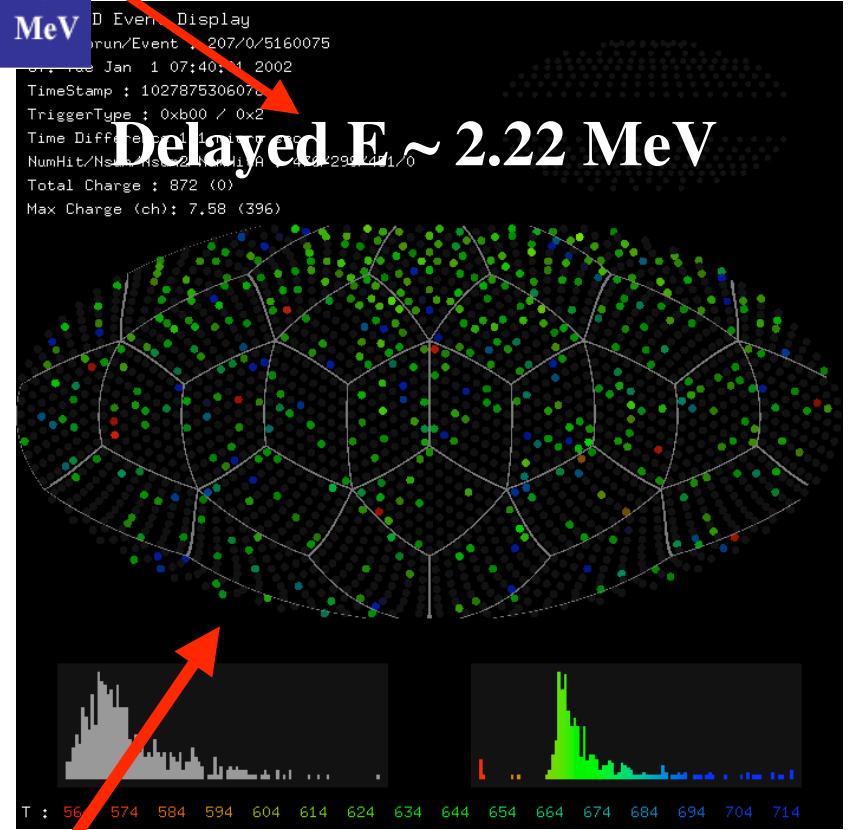 MeV
D Event Display
run/Event : 207/0/5160075
Tue Jan 1 07:40: 2002
TimeStamp :
TriggerType : 0xb00 / 0x2
Time
Delayed E ~ 2.22 MeV
Total Charge : 872 (0)
Max Charge (ch): 7.58 (396)
T : 574 584 594 604 614 624 634 644 654 664 674 684 694 704 714